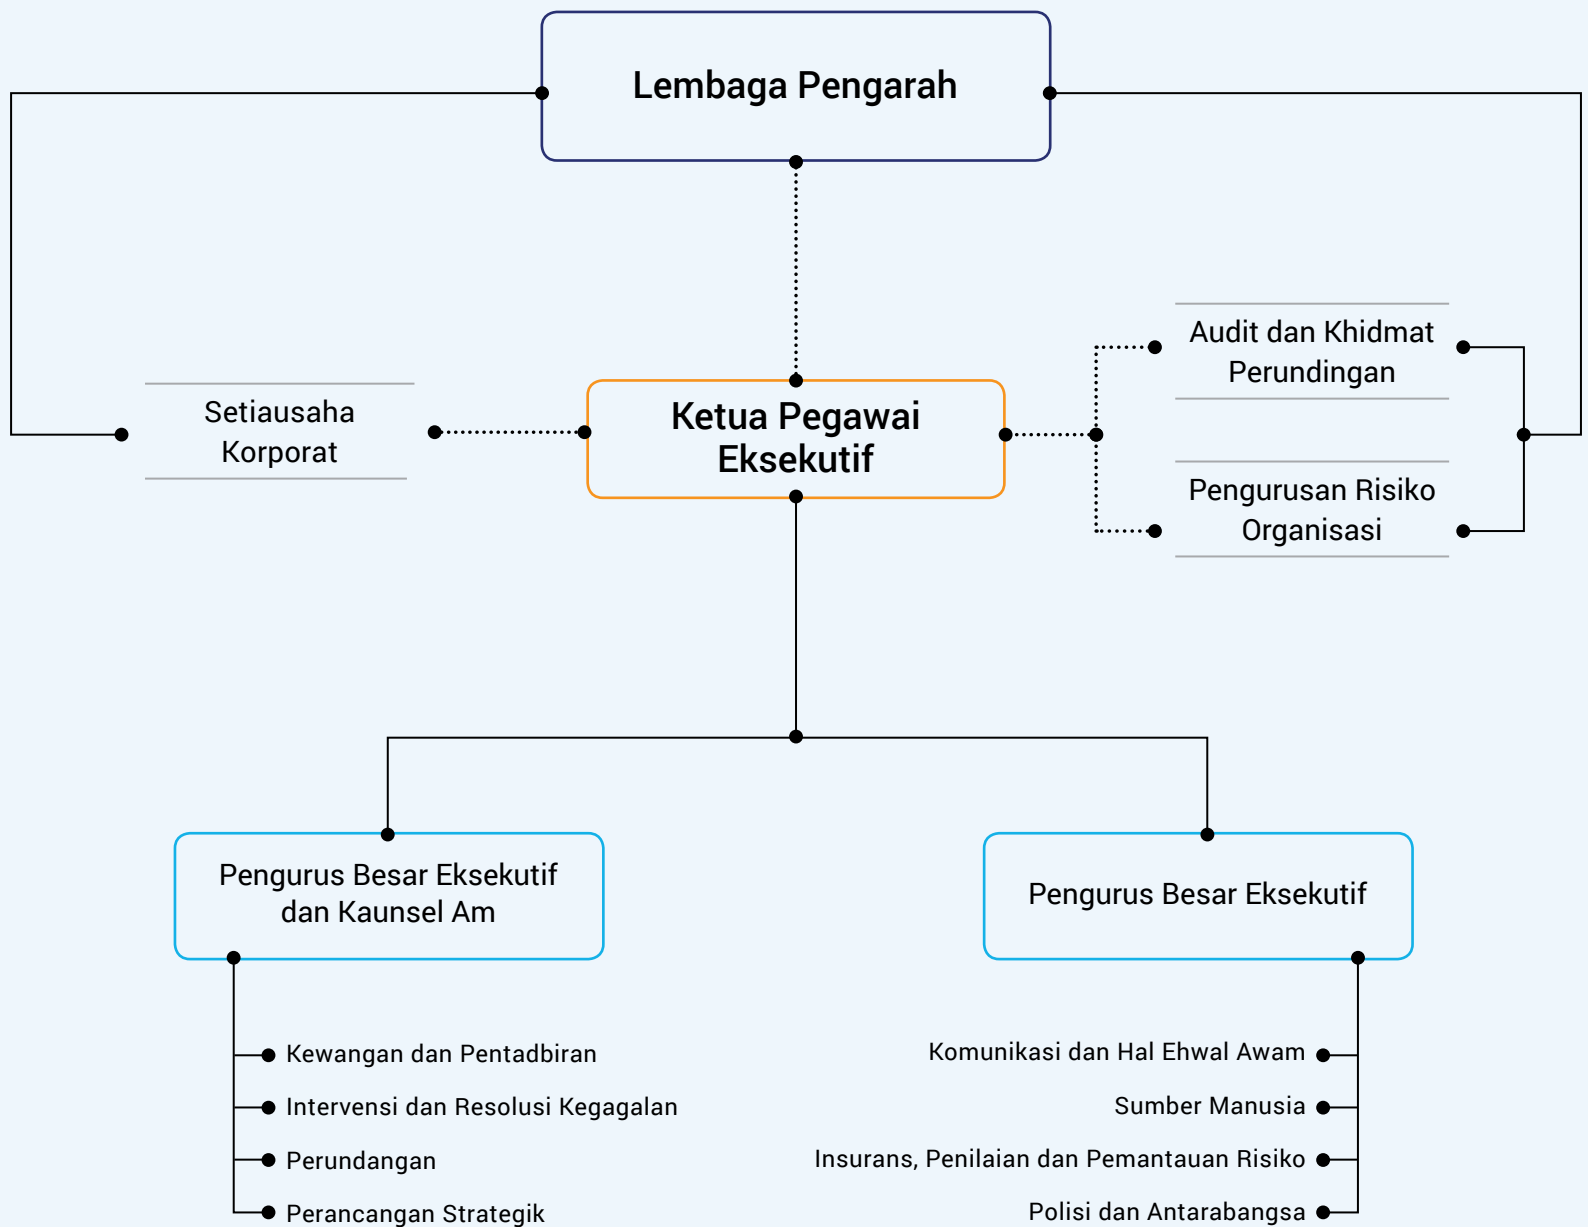 Lembaga Pengarah
Setiausaha
Korporat
Ketua Pegawai
Eksekutif
Audit dan Khidmat
Perundingan
Pengurusan Risiko
Organisasi
Pengurus Besar Eksekutif
dan Kaunsel Am
Kewangan dan Pentadbiran
Intervensi dan Resolusi Kegagalan
Perundangan
Perancangan Strategik
Pengurus Besar Eksekutif
Komunikasi dan Hal Ehwal Awam
Sumber Manusia
Insurans, Penilaian dan Pemantauan Risiko
Polisi dan Antarabangsa